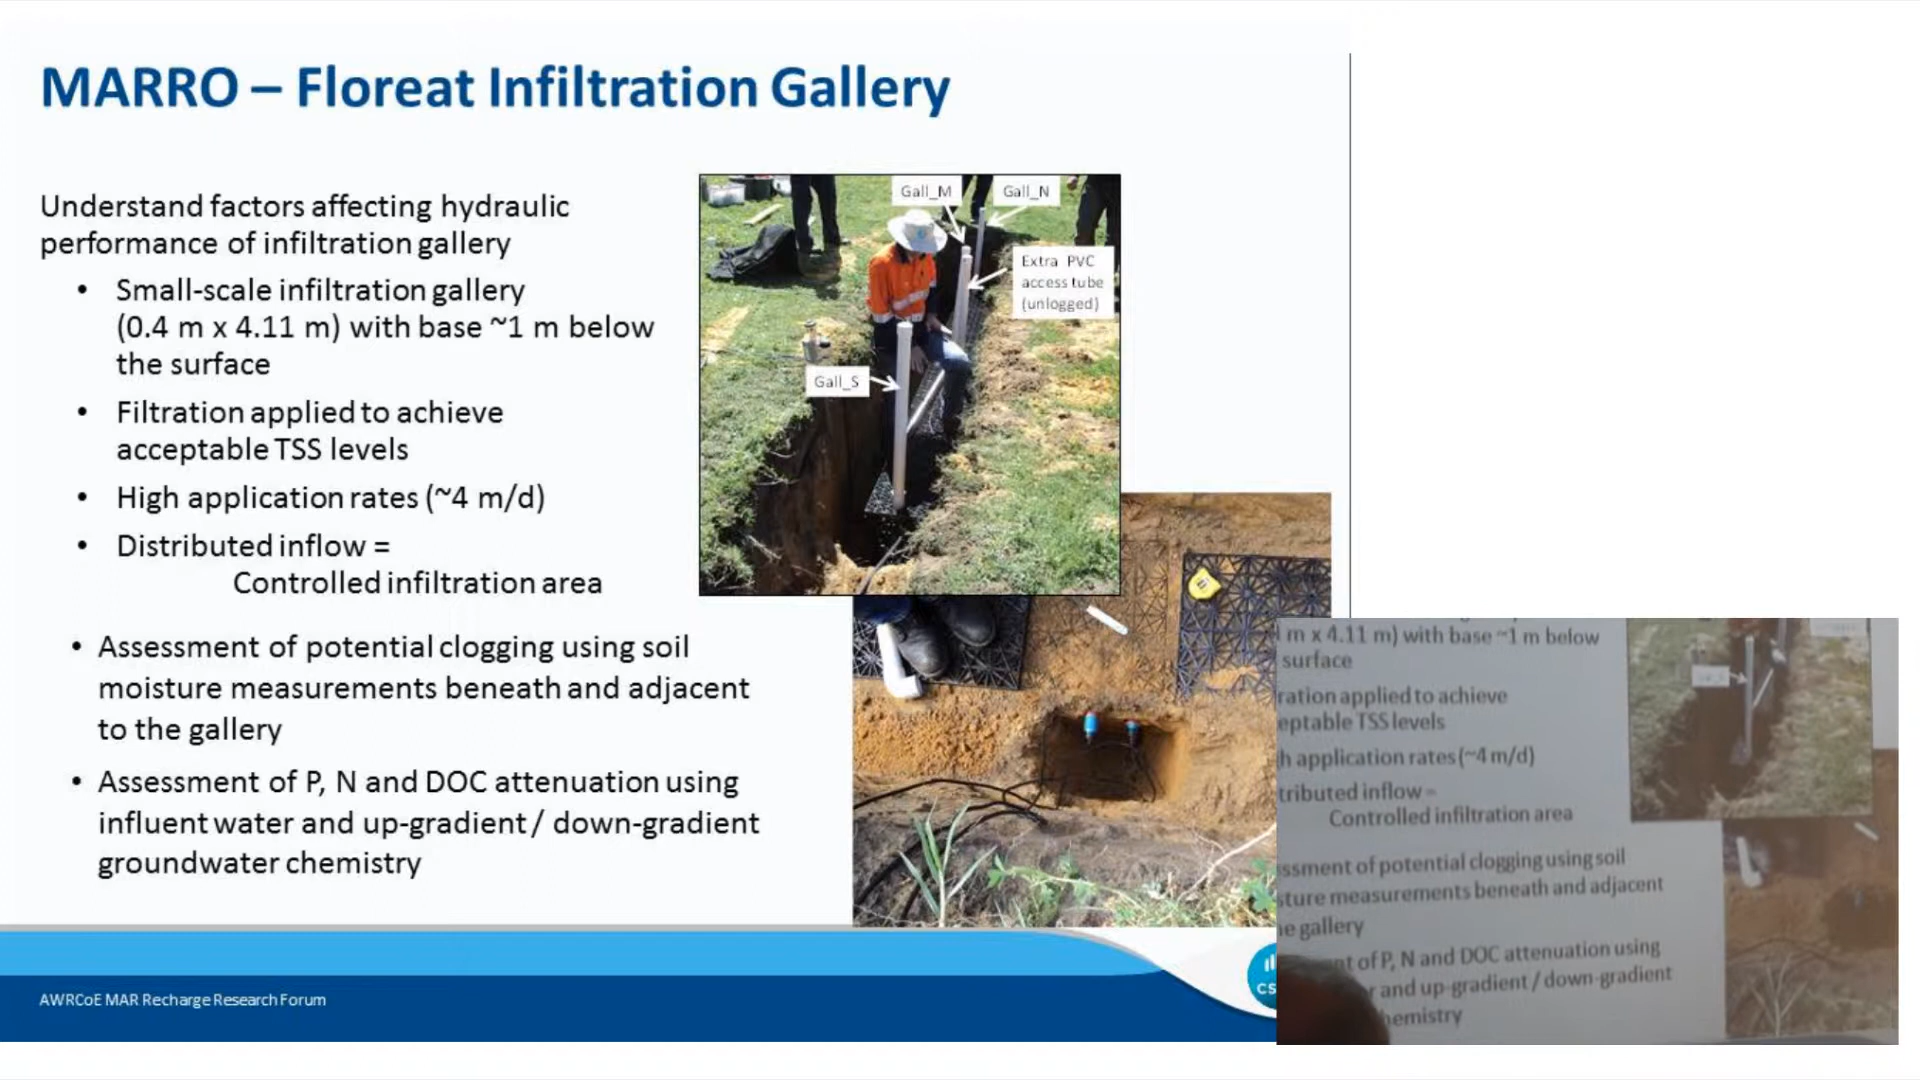 MARRO – Floreat Infiltration Gallery
Understand factors affecting hydraulic
performance of infiltration gallery
• Small-scale infiltration gallery
(0.4 m x 4.11 m) with base ~1 m below
the surface
• Filtration applied to achieve
acceptable TSS levels
• High application rates (~4 m/d)
• Distributed inflow =
Controlled infiltration area
• Assessment of potential clogging using soil
moisture measurements beneath and adjacent
to the gallery
• Assessment of P, N and DOC attenuation using
influent water and up-gradient / down-gradient
groundwater chemistry
Gall_M
Gall_N
Extra PVC
access tube
(unlogged)
Gall_S
AWRCoE MAR Recharge Research Forum
CS
m x 4.11 m) with base ~1 m below
surface
ration applied to achieve
eptable TSS levels
h application rates (~4 m/d)
tributed inflow =
Controlled infiltration area
ssment of potential clogging using soil
ture measurements beneath and adjacent
e gallery
nt of P, N and DOC attenuation using
r and up-gradient / down-gradient
hemistry